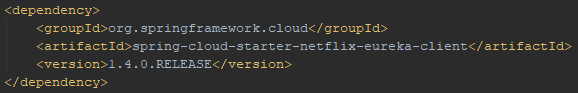 <dependency>
<groupId>org.springframework.cloud</groupId>
<artifactId>spring-cloud-starter-netflix-eureka-client</artifactId>
<version>1.4.0.RELEASE</version>
</dependency>